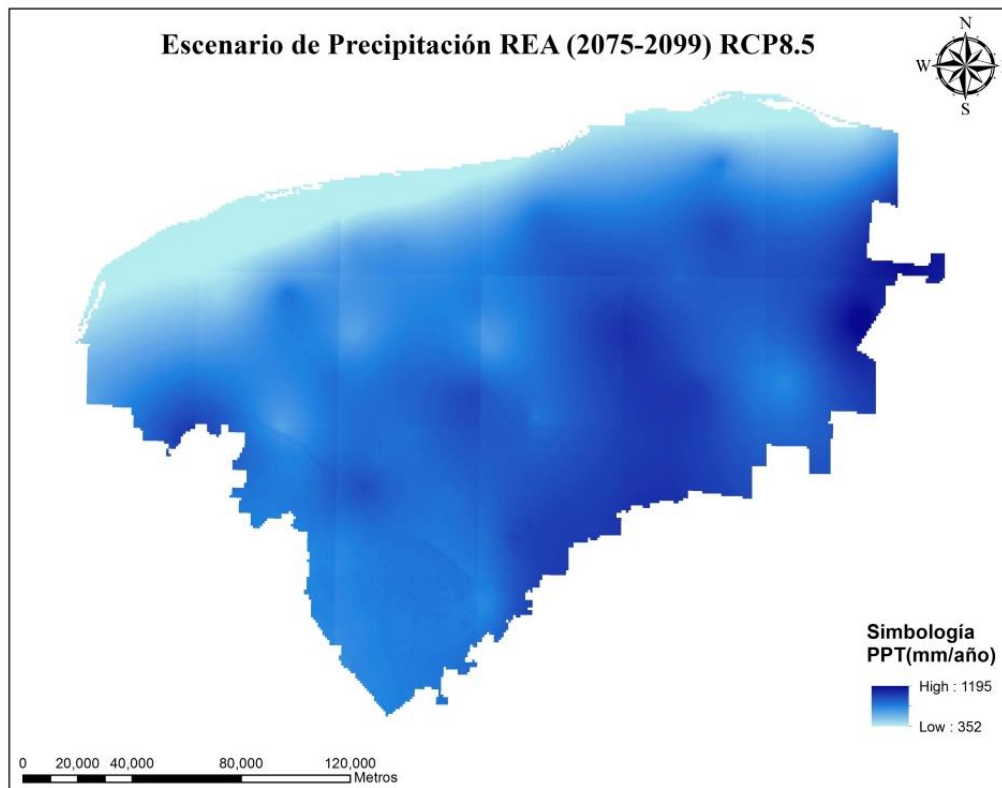 Escenario de Precipitación REA (2075-2099) RCP8.5
N
W
S
Simbología
PPT(mm/año)
High : 1195
Low : 352
0 20,000 40,000 80,000 120,000
Metros